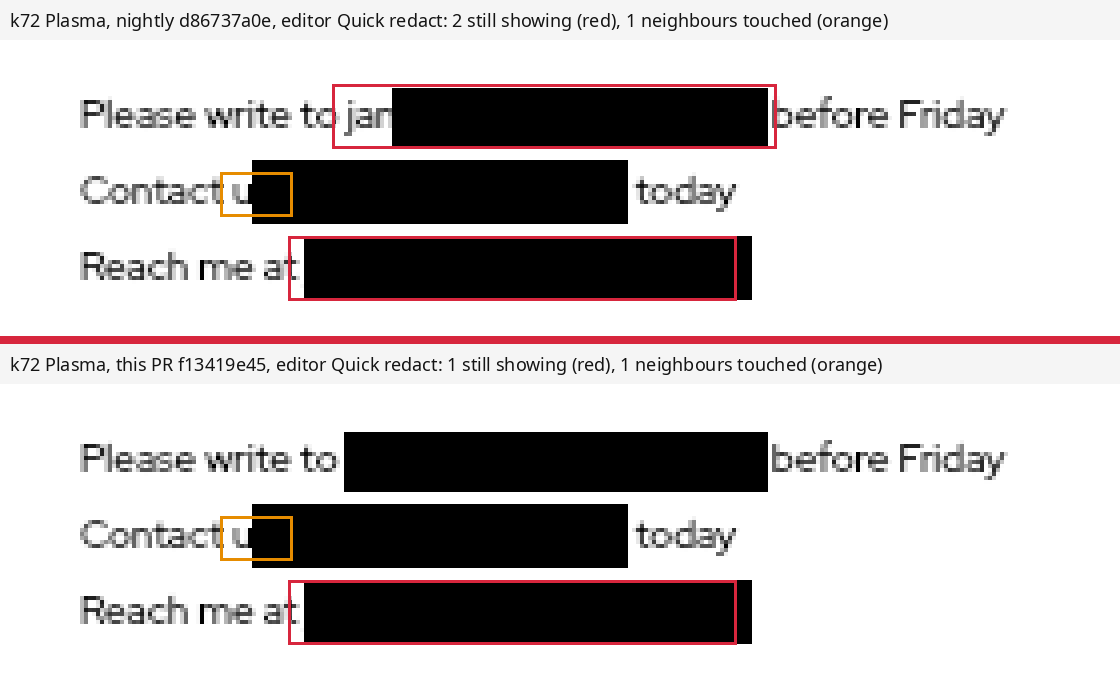 k72 Plasma, nightly d86737a0e, editor Quick redact: 2 still showing (red), 1 neighbours touched (orange)
Please write to jan before Friday
Contact u today
Reach me at
k72 Plasma, this PR f13419e45, editor Quick redact: 1 still showing (red), 1 neighbours touched (orange)
Please write to before Friday
Contact u today
Reach me at